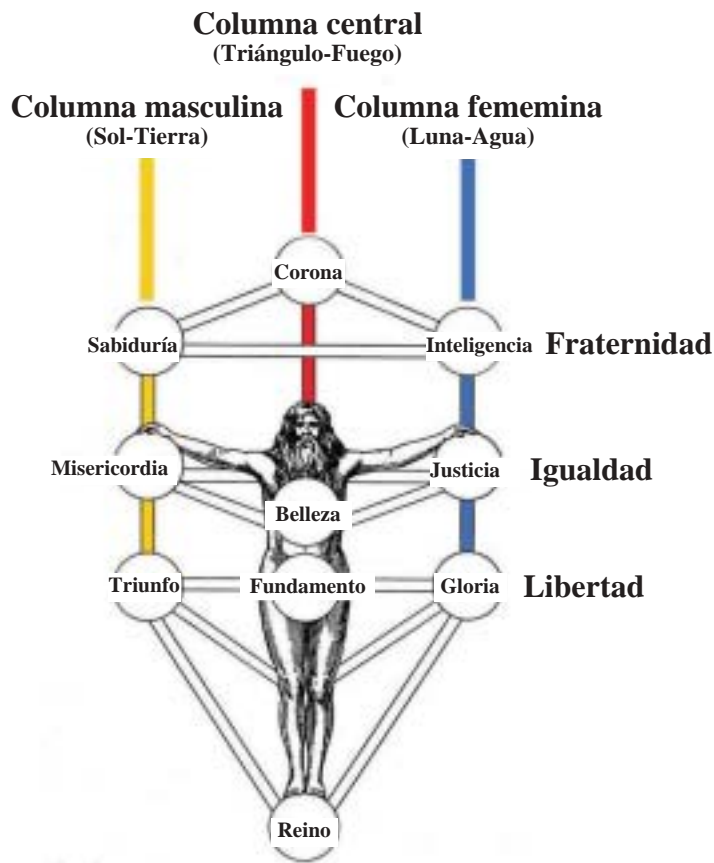 Columna central
(Triángulo-Fuego)
Columna masculina
(Sol-Tierra)
Columna fememina
(Luna-Agua)
Corona
Sabiduría
Inteligencia
Fraternidad
Misericordia
Justicia
Igualdad
Belleza
Triunfo
Fundamento
Gloria
Libertad
Reino